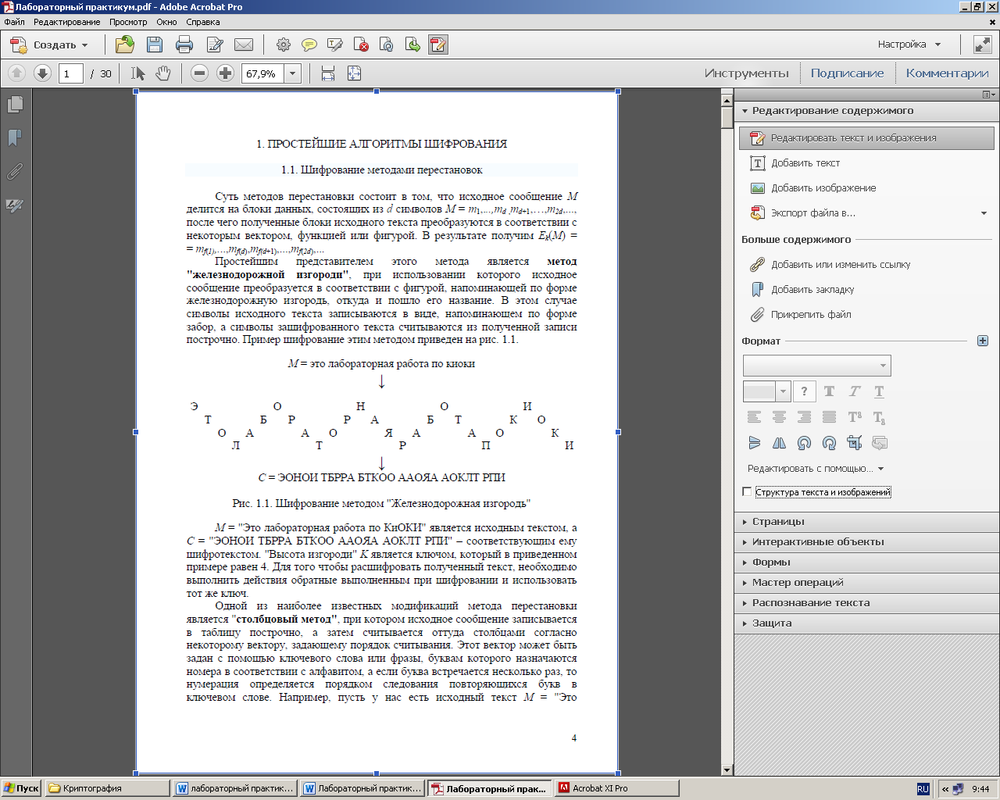 Лабораторный практикум.pdf - Adobe Acrobat Pro
Файл Редактирование Просмотр Окно Справка
Создать Настройка
1 / 30 67,9% Инструменты Подписание Комментарии
1. ПРОСТЕЙШИЕ АЛГОРИТМЫ ШИФРОВАНИЯ
1.1. Шифрование методами перестановок
Суть методов перестановки состоит в том, что исходное сообщение M
делится на блоки данных, состоящих из d символов M = m1,...,md ,md+1,…,m2d,...,
после чего полученные блоки исходного текста преобразуются в соответствии с
некоторым вектором, функцией или фигурой. В результате получим Ek(M) =
= mf(1),…,mf(d),mf(d+1),…,mf(2d),...
Простейшим представителем этого метода является метод
"железнодорожной изгороди", при использовании которого исходное
сообщение преобразуется в соответствии с фигурой, напоминающей по форме
железнодорожную изгородь, откуда и пошло его название. В этом случае
символы исходного текста записываются в виде, напоминающем по форме
забор, а символы зашифрованного текста считываются из полученной записи
построчно. Пример шифрование этим методом приведен на рис. 1.1.
M = это лабораторная работа по киоки
↓
Э О Н О И
Т Б Р Р А Б Т К О
О А А О Я А А О К
Л Т Р П И
↓
C = ЭОНОИ ТБРРА БТКОО ААОЯА АОКЛТ РПИ
Рис. 1.1. Шифрование методом "Железнодорожная изгородь"
M = "Это лабораторная работа по КиОКИ" является исходным текстом, а
C = "ЭОНОИ ТБРРА БТКОО ААОЯА АОКЛТ РПИ" – соответствующим ему
шифротекстом. "Высота изгороди" K является ключом, который в приведенном
примере равен 4. Для того чтобы расшифровать полученный текст, необходимо
выполнить действия обратные выполненным при шифровании и использовать
тот же ключ.
Одной из наиболее известных модификаций метода перестановки
является "столбцовый метод", при котором исходное сообщение записывается
в таблицу построчно, а затем считывается оттуда столбцами согласно
некоторому вектору, задающему порядок считывания. Этот вектор может быть
задан с помощью ключевого слова или фразы, буквам которого назначаются
номера в соответствии с алфавитом, а если буква встречается несколько раз, то
нумерация определяется порядком следования повторяющихся букв в
ключевом слове. Например, пусть у нас есть исходный текст M = "Это
4
Редактирование содержимого
Редактировать текст и изображения
Добавить текст
Добавить изображение
Экспорт файла в...
Больше содержимого
Добавить или изменить ссылку
Добавить закладку
Прикрепить файл
Формат
? T T T
Редактировать с помощью...
Структура текста и изображений
Страницы
Интерактивные объекты
Формы
Мастер операций
Распознавание текста
Защита
Пуск Криптография лабораторный практик... Лабораторный практик... Лабораторный прак... Acrobat XI Pro RU « 9:44